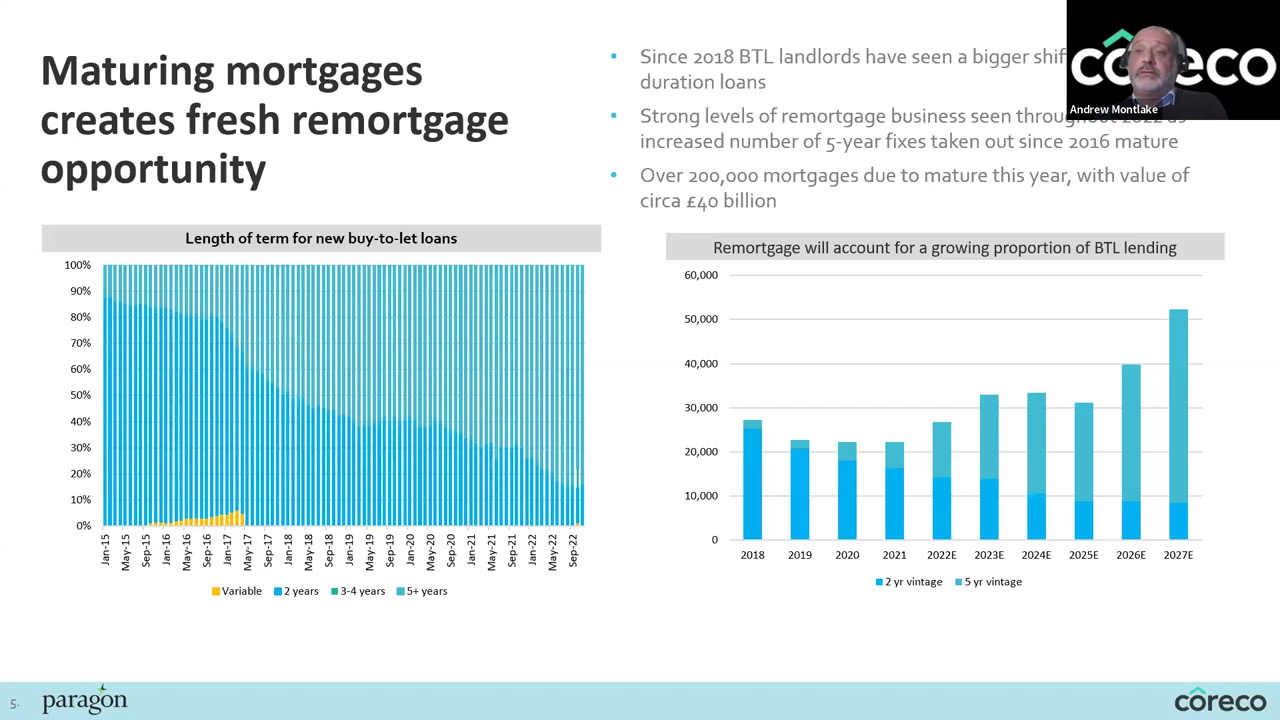 Maturing mortgages
creates fresh remortgage
opportunity
• Since 2018 BTL landlords have seen a bigger
duration loans
• Strong levels of remortgage business seen
increased number of 5-year fixes taken out since 2016 mature
• Over 200,000 mortgages due to mature this year, with value of
circa £40 billion
côreco
Andrew Montlake
Length of term for new buy-to-let loans
100%
90%
80%
70%
60%
50%
40%
30%
20%
10%
0%
Jan-15 May-15 Sep-15 Jan-16 May-16 Sep-16 Jan-17 May-17 Sep-17 Jan-18 May-18 Sep-18 Jan-19 May-19 Sep-19 Jan-20 May-20 Sep-20 Jan-21 May-21 Sep-21 Jan-22 May-22 Sep-22
Variable 2 years 3-4 years 5+ years
Remortgage will account for a growing proportion of BTL lending
60,000
50,000
40,000
30,000
20,000
10,000
0
2018 2019 2020 2021 2022E 2023E 2024E 2025E 2026E 2027E
2 yr vintage 5 yr vintage
5.
paragon
côreco